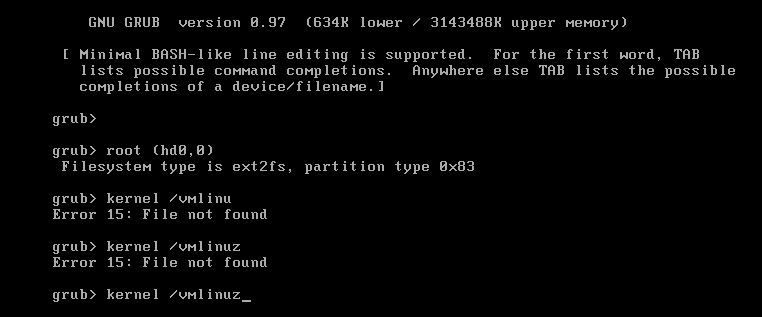 GNU GRUB  version 0.97  (634K lower / 3143488K upper memory)
[ Minimal BASH-like line editing is supported.  For the first word, TAB
lists possible command completions.  Anywhere else TAB lists the possible
completions of a device/filename.]
grub>
grub> root (hd0,0)
Filesystem type is ext2fs, partition type 0x83
grub> kernel /vmlinu
Error 15: File not found
grub> kernel /vmlinuz
Error 15: File not found
grub> kernel /vmlinuz_